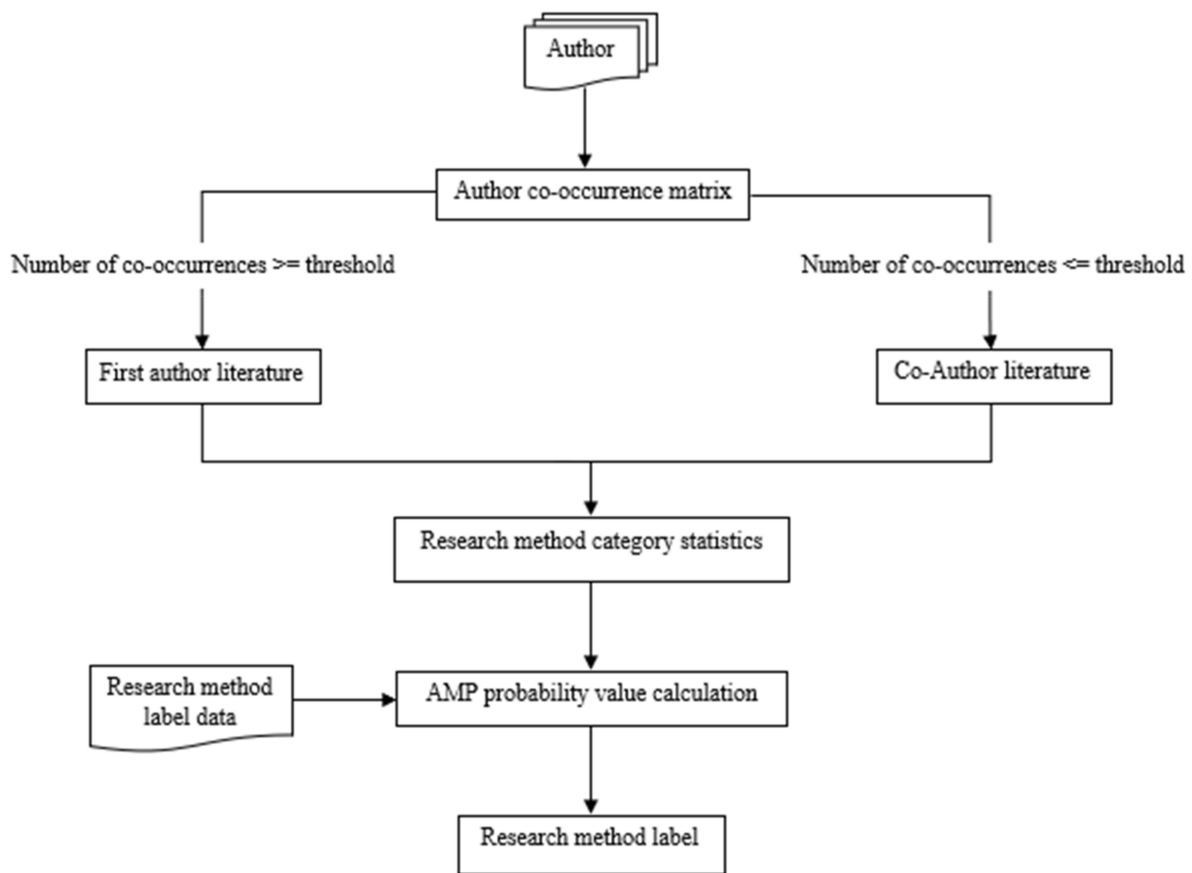 Author
Author co-occurrence matrix
Number of co-occurrences >= threshold
Number of co-occurrences <= threshold
First author literature
Co-Author literature
Research method category statistics
Research method
label data
AMP probability value calculation
Research method label